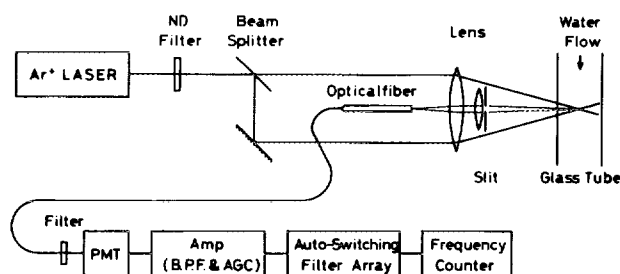 ND
Filter
Beam
Splitter
Lens
Water
Flow
Ar⁺ LASER
Opticalfiber
Slit
Glass Tube
Filter
PMT
Amp
(B.P.F. & AGC)
Auto-Switching
Filter Array
Frequency
Counter